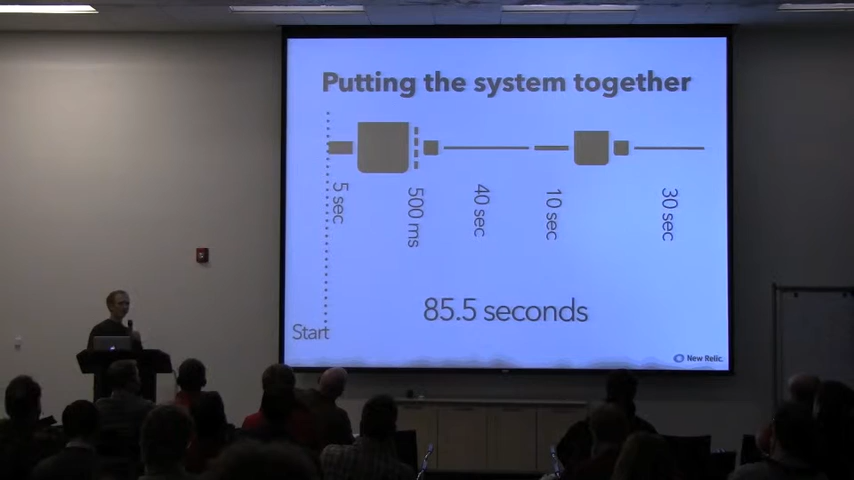 Putting the system together
5 sec
500 ms
40 sec
10 sec
30 sec
85.5 seconds
Start
New Relic.